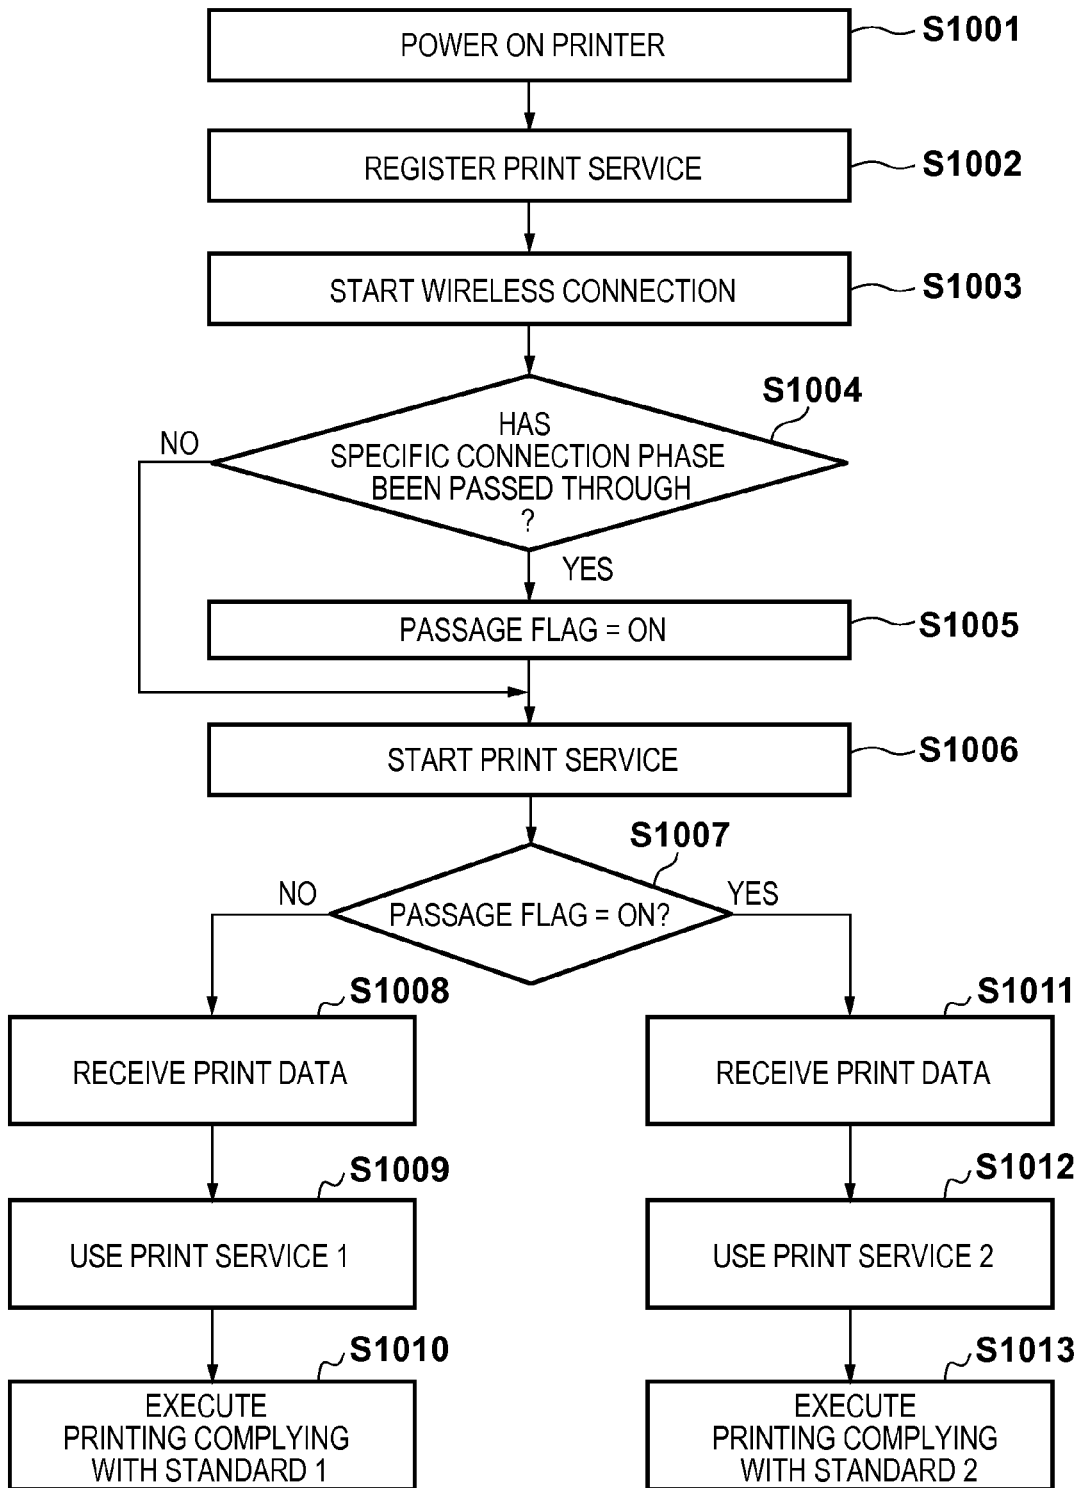 POWER ON PRINTER
S1001
REGISTER PRINT SERVICE
S1002
START WIRELESS CONNECTION
S1003
S1004
HAS
SPECIFIC CONNECTION PHASE
BEEN PASSED THROUGH
?
NO
YES
PASSAGE FLAG = ON
S1005
START PRINT SERVICE
S1006
S1007
PASSAGE FLAG = ON?
NO
YES
S1008
RECEIVE PRINT DATA
S1009
USE PRINT SERVICE 1
S1010
EXECUTE
PRINTING COMPLYING
WITH STANDARD 1
S1011
RECEIVE PRINT DATA
S1012
USE PRINT SERVICE 2
S1013
EXECUTE
PRINTING COMPLYING
WITH STANDARD 2